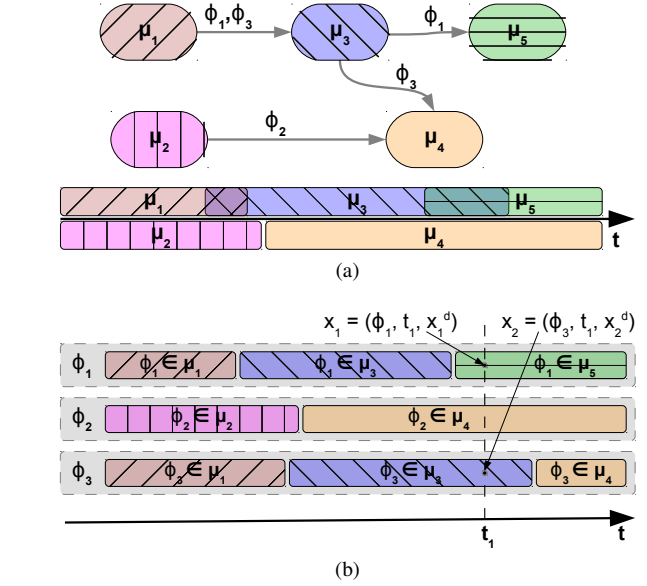 μ1 ϕ1,ϕ3 μ3 ϕ1 μ5
ϕ3
μ2 ϕ2 μ4
μ1 μ3 μ5
t
μ2 μ4
(a)
x1 = (ϕ1, t1, x1^d) x2 = (ϕ3, t1, x2^d)
ϕ1 ϕ1 ∈ μ1 ϕ1 ∈ μ3 ϕ1 ∈ μ5
ϕ2 ϕ2 ∈ μ2 ϕ2 ∈ μ4
ϕ3 ϕ3 ∈ μ1 ϕ3 ∈ μ3 ϕ3 ∈ μ4
t1 t
(b)